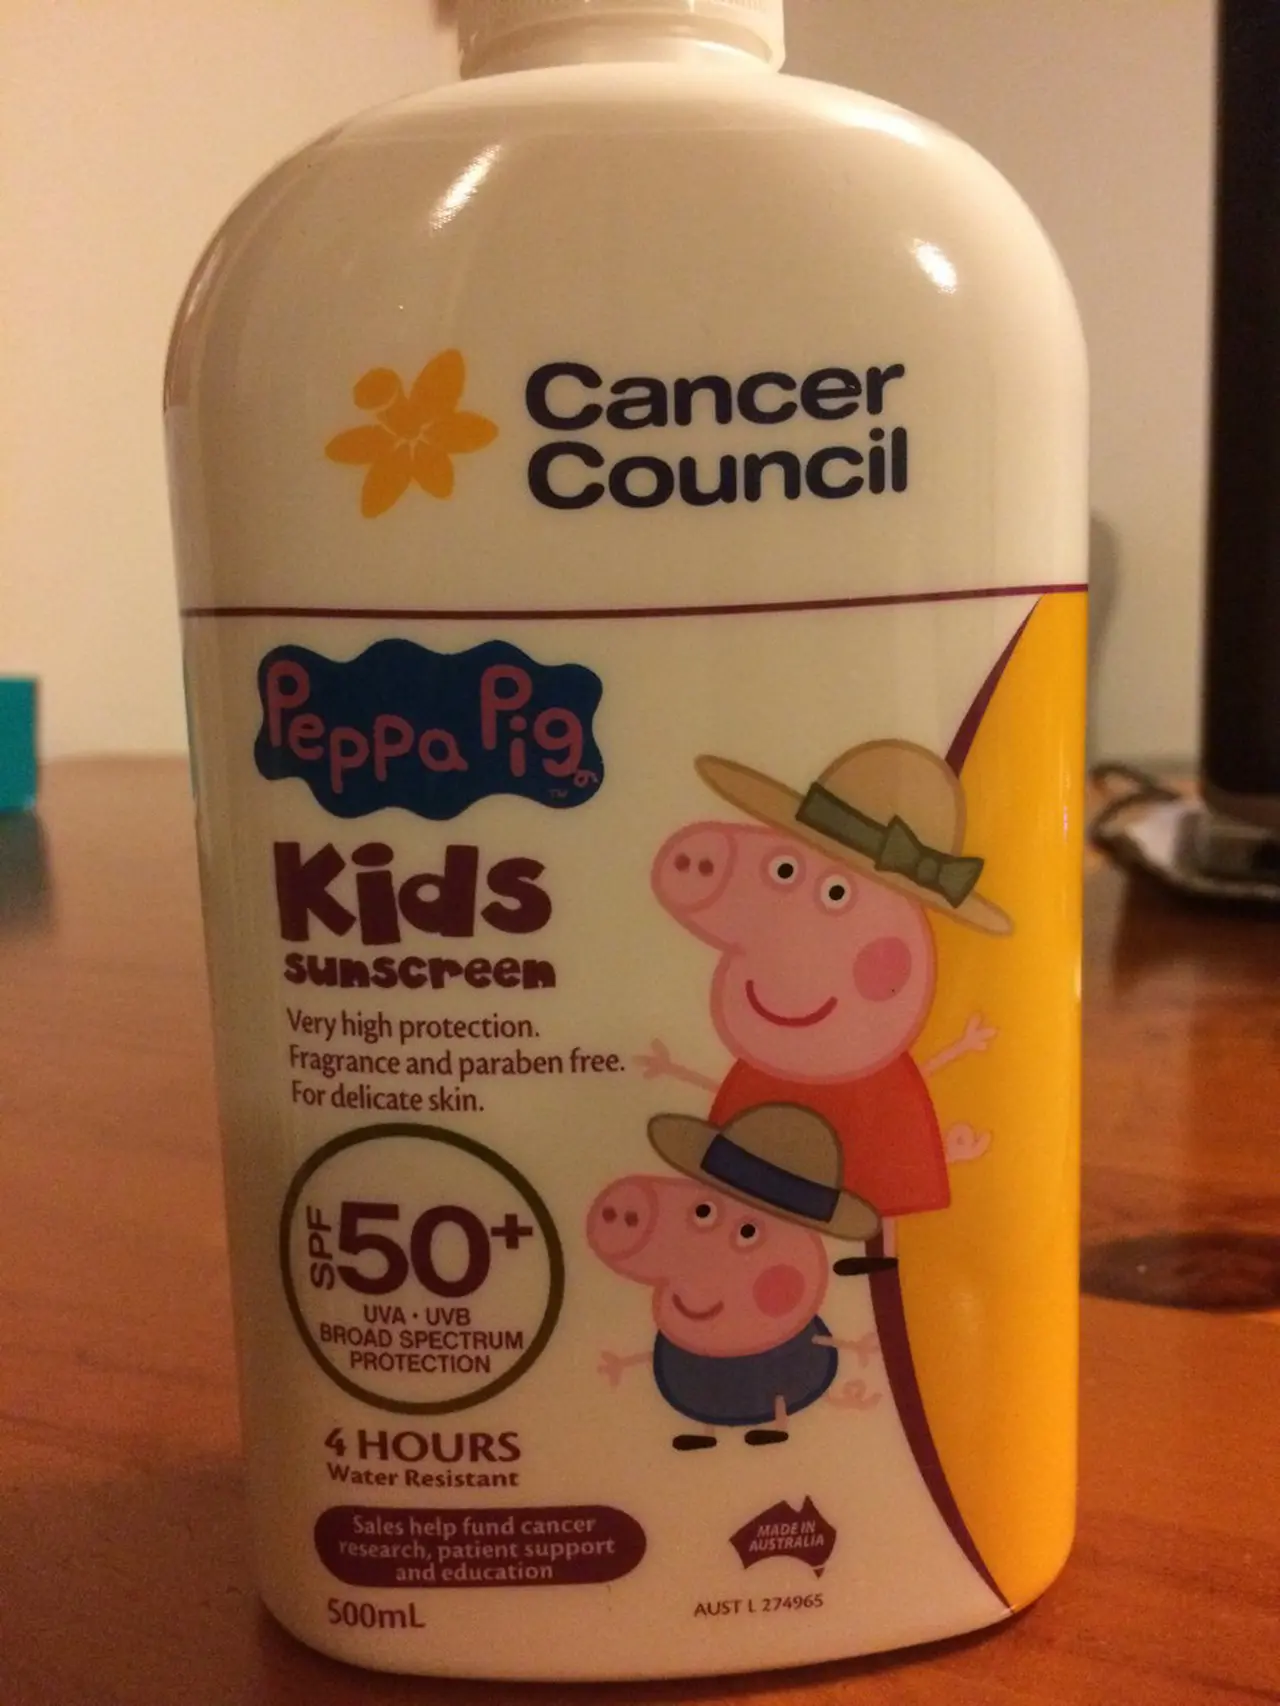 Cancer
Council
Peppa Pig
TM
Kids
sunscreen
Very high protection.
Fragrance and paraben free.
For delicate skin.
SPF 50+
UVA · UVB
BROAD SPECTRUM
PROTECTION
4 HOURS
Water Resistant
Sales help fund cancer
research, patient support
and education
500mL
MADE IN
AUSTRALIA
AUST L 274965